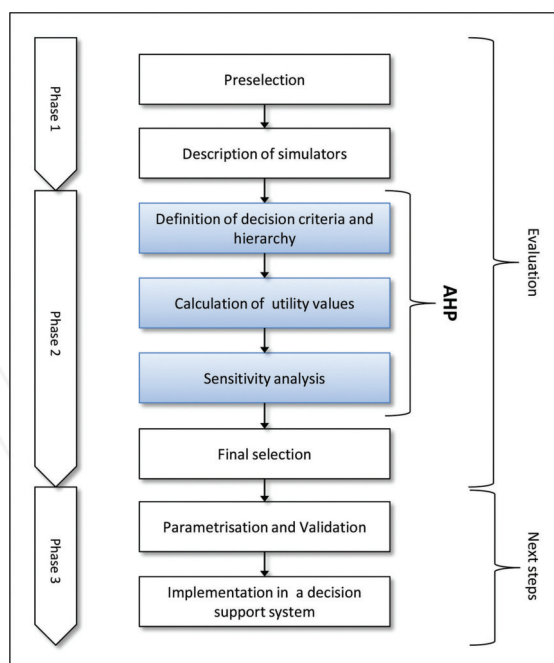 Phase 1
Preselection
Description of simulators
Phase 2
Definition of decision criteria and
hierarchy
Calculation of utility values
Sensitivity analysis
AHP
Final selection
Evaluation
Phase 3
Parametrisation and Validation
Implementation in a decision
support system
Next steps